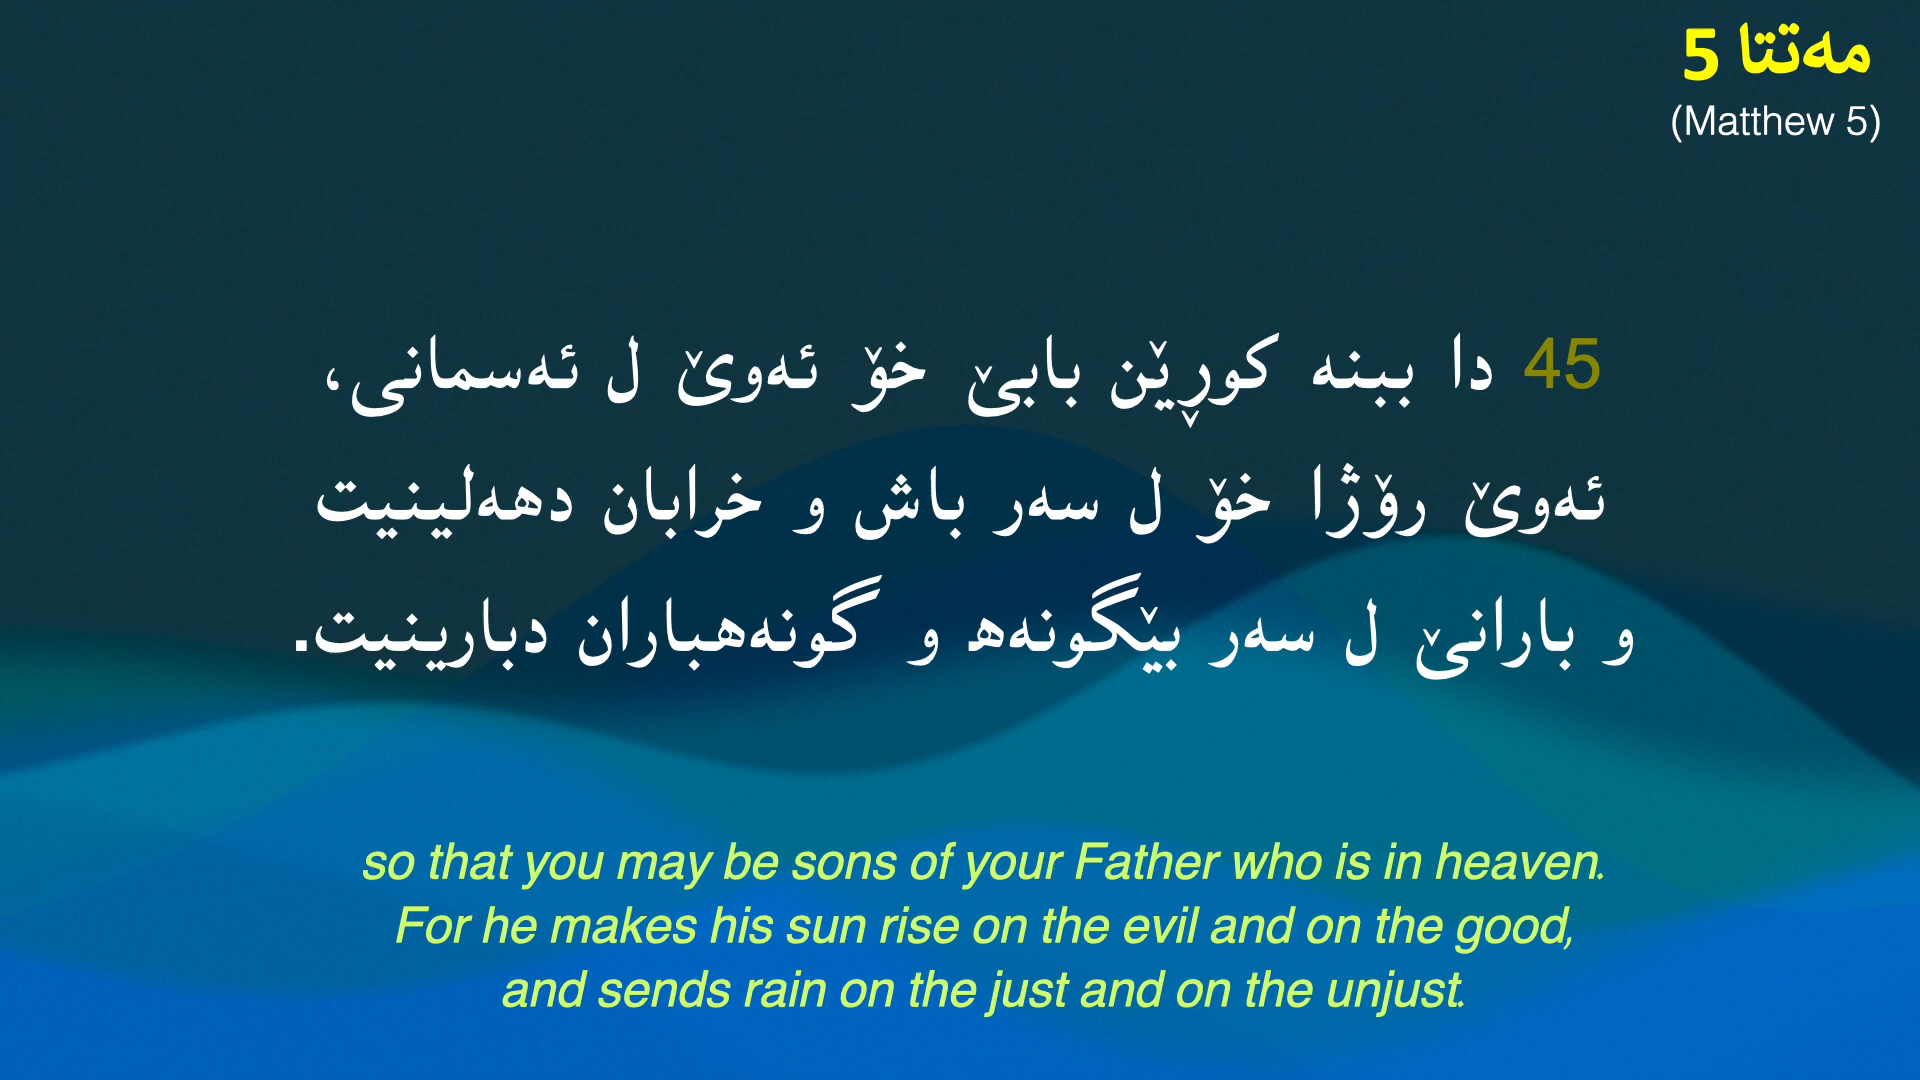 مەتتا 5
(Matthew 5)
45 دا ببنە کوڕێن بابێ خۆ ئەوێ ل ئەسمانی،
ئەوێ رۆژا خۆ ل سەر باش و خرابان دهەلینیت
و بارانێ ل سەر بێگونەهـ و گونەهباران دبارینیت.
so that you may be sons of your Father who is in heaven.
For he makes his sun rise on the evil and on the good,
and sends rain on the just and on the unjust.